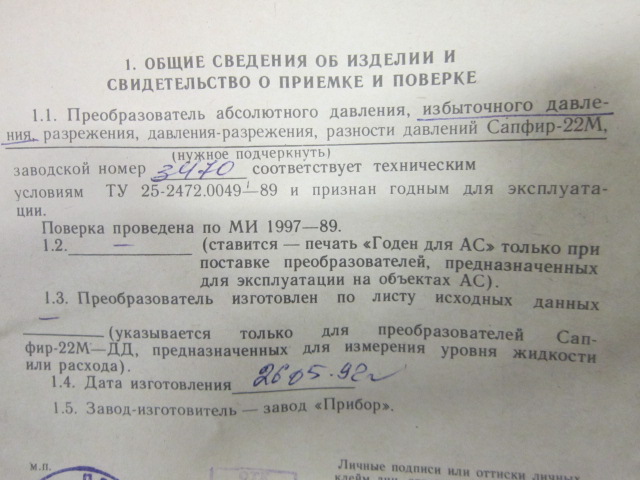 1. ОБЩИЕ СВЕДЕНИЯ ОБ ИЗДЕЛИИ И
СВИДЕТЕЛЬСТВО О ПРИЕМКЕ И ПОВЕРКЕ
1.1. Преобразователь абсолютного давления, избыточного давле-
ния, разрежения, давления-разрежения, разности давлений Сапфир-22М,
(нужное подчеркнуть)
заводской номер 3470 соответствует техническим
условиям ТУ 25-2472.0049—89 и признан годным для эксплуата-
ции.
Поверка проведена по МИ 1997—89.
1.2. — (ставится — печать «Годен для АС» только при
поставке преобразователей, предназначенных
для эксплуатации на объектах АС).
1.3. Преобразователь изготовлен по листу исходных данных
— (указывается только для преобразователей Сап-
фир-22М—ДД, предназначенных для измерения уровня жидкости
или расхода).
1.4. Дата изготовления 26 05. 92 г
1.5. Завод-изготовитель — завод «Прибор».
М.П.
Личные подписи или оттиски личных